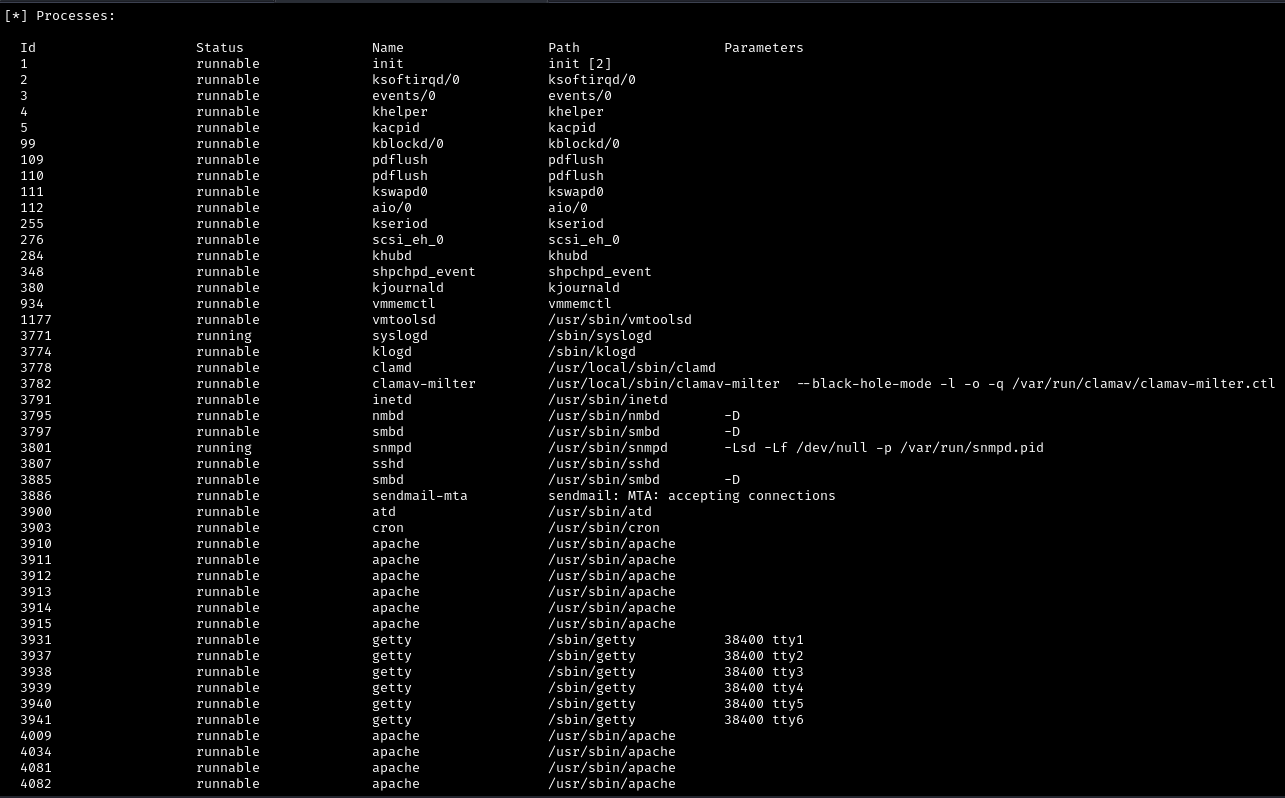 [*] Processes:
Id Status Name Path Parameters
1 runnable init init [2]
2 runnable ksoftirqd/0 ksoftirqd/0
3 runnable events/0 events/0
4 runnable khelper khelper
5 runnable kacpid kacpid
99 runnable kblockd/0 kblockd/0
109 runnable pdflush pdflush
110 runnable pdflush pdflush
111 runnable kswapd0 kswapd0
112 runnable aio/0 aio/0
255 runnable kseriod kseriod
276 runnable scsi_eh_0 scsi_eh_0
284 runnable khubd khubd
348 runnable shpchpd_event shpchpd_event
380 runnable kjournald kjournald
934 runnable vmmemctl vmmemctl
1177 runnable vmtoolsd /usr/sbin/vmtoolsd
3771 running syslogd /sbin/syslogd
3774 runnable klogd /sbin/klogd
3778 runnable clamd /usr/local/sbin/clamd
3782 runnable clamav-milter /usr/local/sbin/clamav-milter --black-hole-mode -l -o -q /var/run/clamav/clamav-milter.ctl
3791 runnable inetd /usr/sbin/inetd
3795 runnable nmbd /usr/sbin/nmbd -D
3797 runnable smbd /usr/sbin/smbd -D
3801 running snmpd /usr/sbin/snmpd -Lsd -Lf /dev/null -p /var/run/snmpd.pid
3807 runnable sshd /usr/sbin/sshd
3885 runnable smbd /usr/sbin/smbd -D
3886 runnable sendmail-mta sendmail: MTA: accepting connections
3900 runnable atd /usr/sbin/atd
3903 runnable cron /usr/sbin/cron
3910 runnable apache /usr/sbin/apache
3911 runnable apache /usr/sbin/apache
3912 runnable apache /usr/sbin/apache
3913 runnable apache /usr/sbin/apache
3914 runnable apache /usr/sbin/apache
3915 runnable apache /usr/sbin/apache
3931 runnable getty /sbin/getty 38400 tty1
3937 runnable getty /sbin/getty 38400 tty2
3938 runnable getty /sbin/getty 38400 tty3
3939 runnable getty /sbin/getty 38400 tty4
3940 runnable getty /sbin/getty 38400 tty5
3941 runnable getty /sbin/getty 38400 tty6
4009 runnable apache /usr/sbin/apache
4034 runnable apache /usr/sbin/apache
4081 runnable apache /usr/sbin/apache
4082 runnable apache /usr/sbin/apache